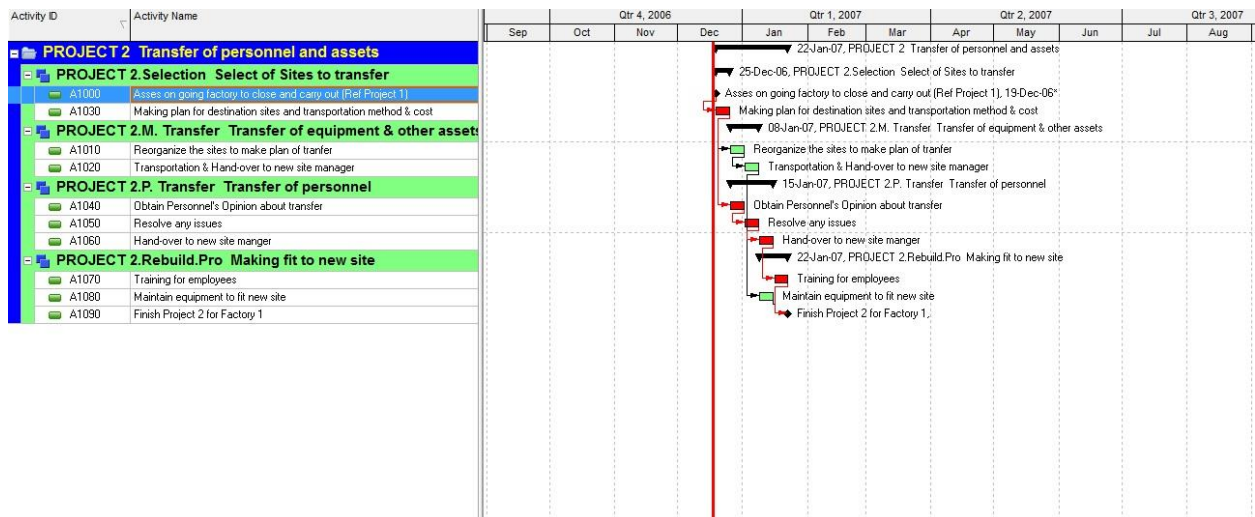 Activity ID Activity Name Qtr 4, 2006 Qtr 1, 2007 Qtr 2, 2007 Qtr 3, 2007
Sep Oct Nov Dec Jan Feb Mar Apr May Jun Jul Aug
PROJECT 2 Transfer of personnel and assets 22-Jan-07, PROJECT 2 Transfer of personnel and assets
PROJECT 2.Selection Select of Sites to transfer 25-Dec-06, PROJECT 2.Selection Select of Sites to transfer
A1000 Asses on going factory to close and carry out (Ref Project 1) Asses on going factory to close and carry out (Ref Project 1), 19-Dec-06*
A1030 Making plan for destination sites and transportation method & cost Making plan for destination sites and transportation method & cost
PROJECT 2.M. Transfer Transfer of equipment & other assets 08-Jan-07, PROJECT 2.M. Transfer Transfer of equipment & other assets
A1010 Reorganize the sites to make plan of tranfer Reorganize the sites to make plan of tranfer
A1020 Transportation & Hand-over to new site manager Transportation & Hand-over to new site manager
PROJECT 2.P. Transfer Transfer of personnel 15-Jan-07, PROJECT 2.P. Transfer Transfer of personnel
A1040 Obtain Personnel's Opinion about transfer Obtain Personnel's Opinion about transfer
A1050 Resolve any issues Resolve any issues
A1060 Hand-over to new site manger Hand-over to new site manger
PROJECT 2.Rebuild.Pro Making fit to new site 22-Jan-07, PROJECT 2.Rebuild.Pro Making fit to new site
A1070 Training for employees Training for employees
A1080 Maintain equipment to fit new site Maintain equipment to fit new site
A1090 Finish Project 2 for Factory 1 Finish Project 2 for Factory 1,